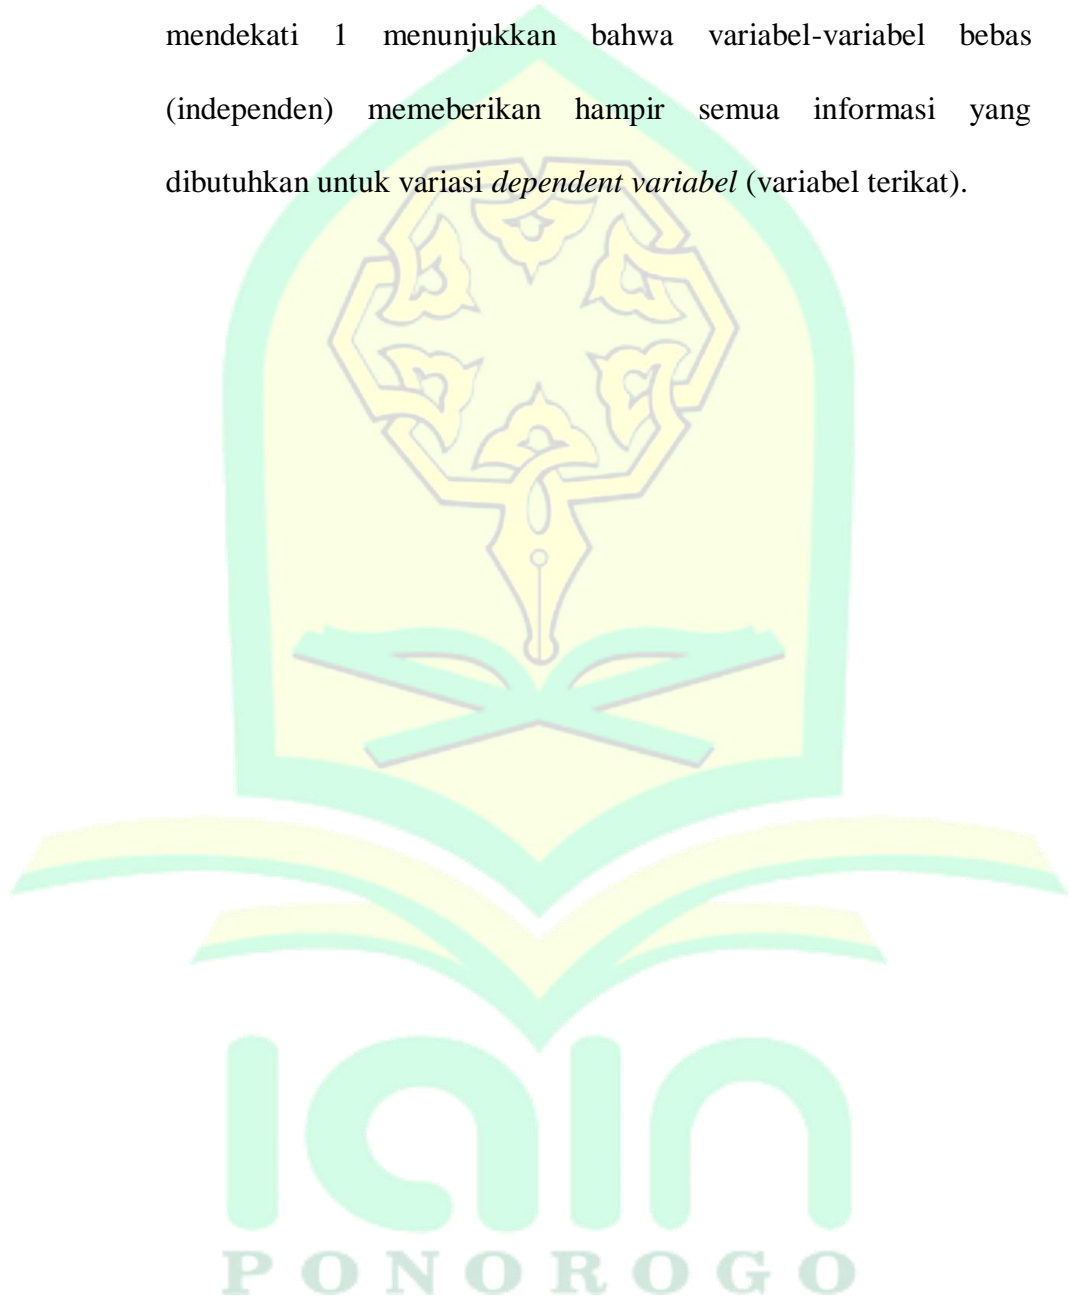 mendekati 1 menunjukkan bahwa variabel-variabel bebas
(independen) memeberikan hampir semua informasi yang
dibutuhkan untuk variasi dependent variabel (variabel terikat).
iain
PONOROGO